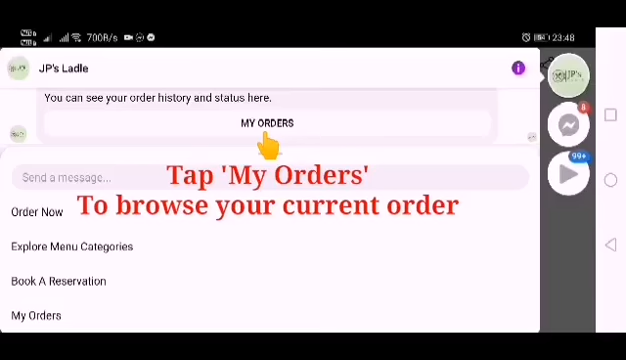 700B/s
23:48
JP's Ladle
You can see your order history and status here.
MY ORDERS
8
99+
Send a message...
Tap 'My Orders'
To browse your current order
Order Now
Explore Menu Categories
Book A Reservation
My Orders